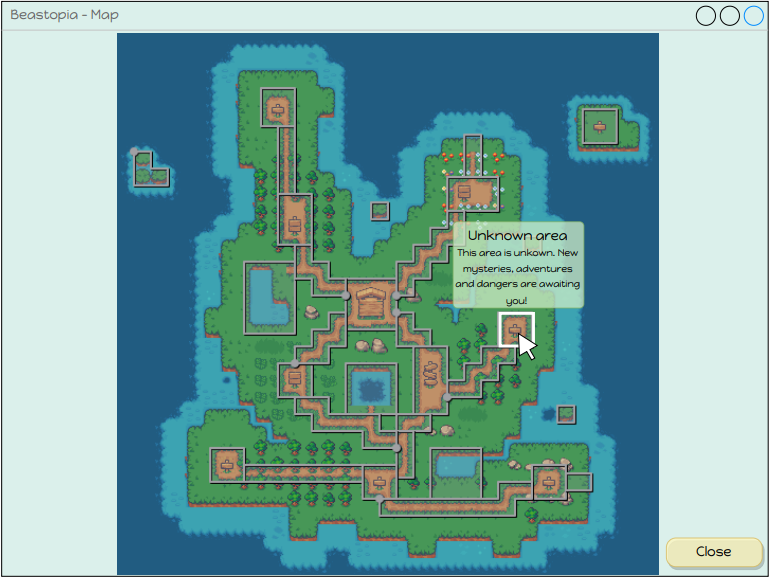 Beastopia - Map
Unknown area
This area is unkown. New
mysteries, adventures
and dangers are awaiting
you!
Close